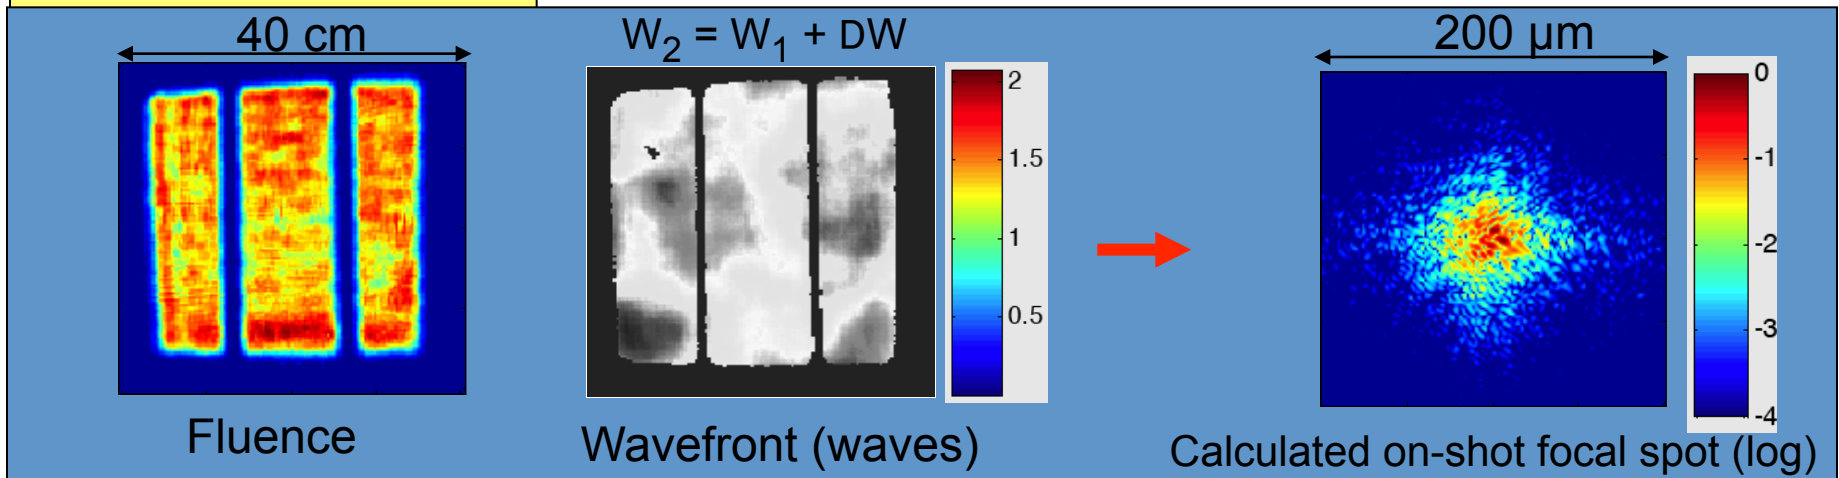 40 cm
W₂ = W₁ + DW
200 µm
2
1.5
1
0.5
0
-1
-2
-3
-4
Fluence
Wavefront (waves)
Calculated on-shot focal spot (log)